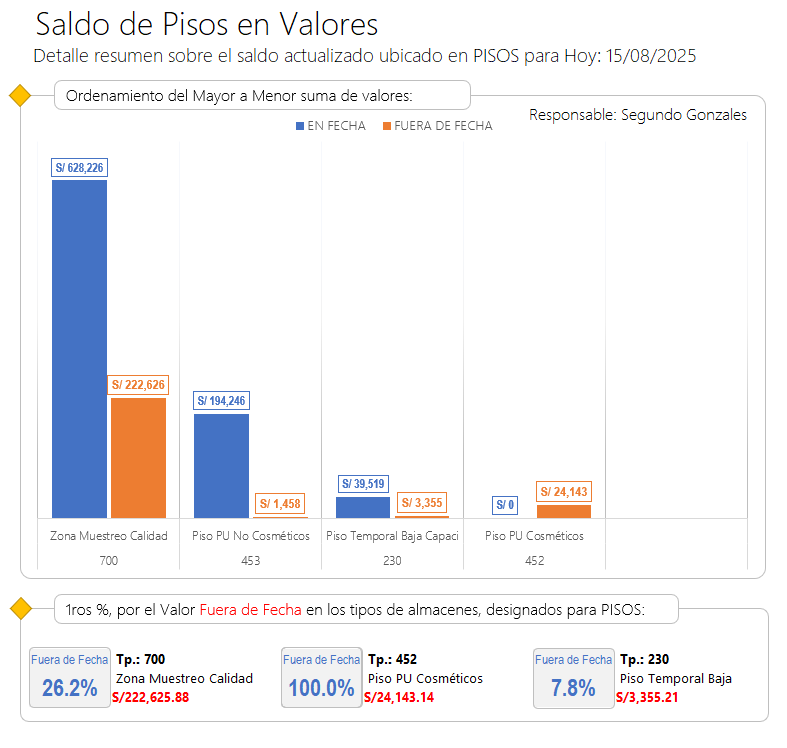 Saldo de Pisos en Valores
Detalle resumen sobre el saldo actualizado ubicado en PISOS para Hoy: 15/08/2025
Ordenamiento del Mayor a Menor suma de valores:
Responsable: Segundo Gonzales
EN FECHA FUERA DE FECHA
S/ 628,226
S/ 222,626
S/ 194,246
S/ 1,458
S/ 39,519
S/ 3,355
S/ 0
S/ 24,143
Zona Muestreo Calidad Piso PU No Cosméticos Piso Temporal Baja Capaci Piso PU Cosméticos
700 453 230 452
1ros %, por el Valor Fuera de Fecha en los tipos de almacenes, designados para PISOS:
Fuera de Fecha
26.2%
Tp.: 700
Zona Muestreo Calidad
S/222,625.88
Fuera de Fecha
100.0%
Tp.: 452
Piso PU Cosméticos
S/24,143.14
Fuera de Fecha
7.8%
Tp.: 230
Piso Temporal Baja
S/3,355.21